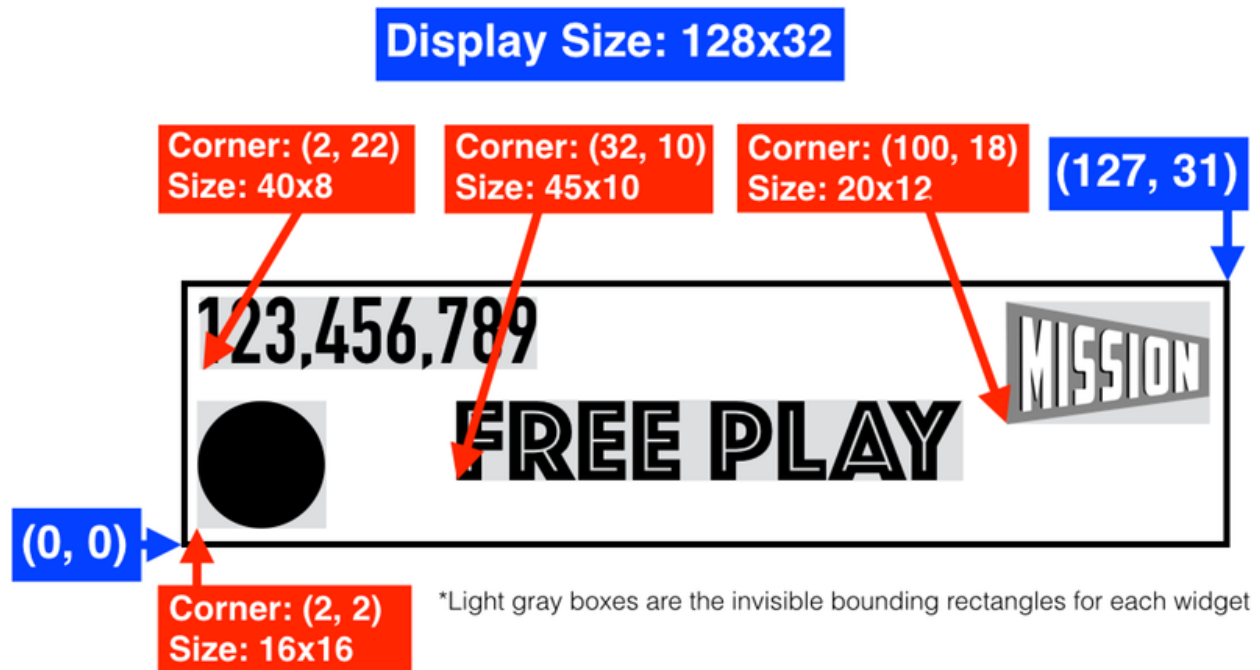 Display Size: 128x32
Corner: (2, 22)
Size: 40x8
Corner: (32, 10)
Size: 45x10
Corner: (100, 18)
Size: 20x12
(127, 31)
123,456,789
MISSION
FREE PLAY
(0, 0)
Corner: (2, 2)
Size: 16x16
*Light gray boxes are the invisible bounding rectangles for each widget